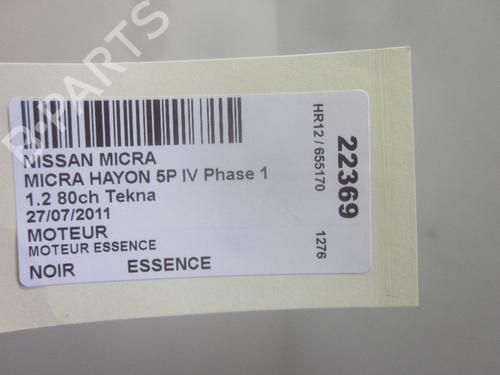 NISSAN MICRA
MICRA HAYON 5P IV Phase 1
1.2 80ch Tekna
27/07/2011
MOTEUR
MOTEUR ESSENCE
NOIR ESSENCE
HR12 / 655170
1276
22369
B-PARTS